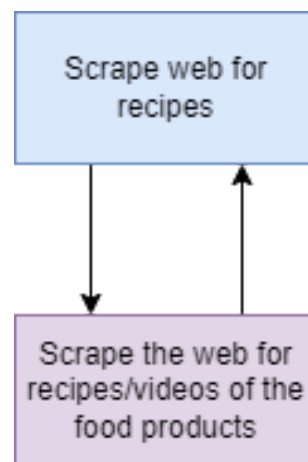 Scrape web for
recipes
Scrape the web for
recipes/videos of the
food products